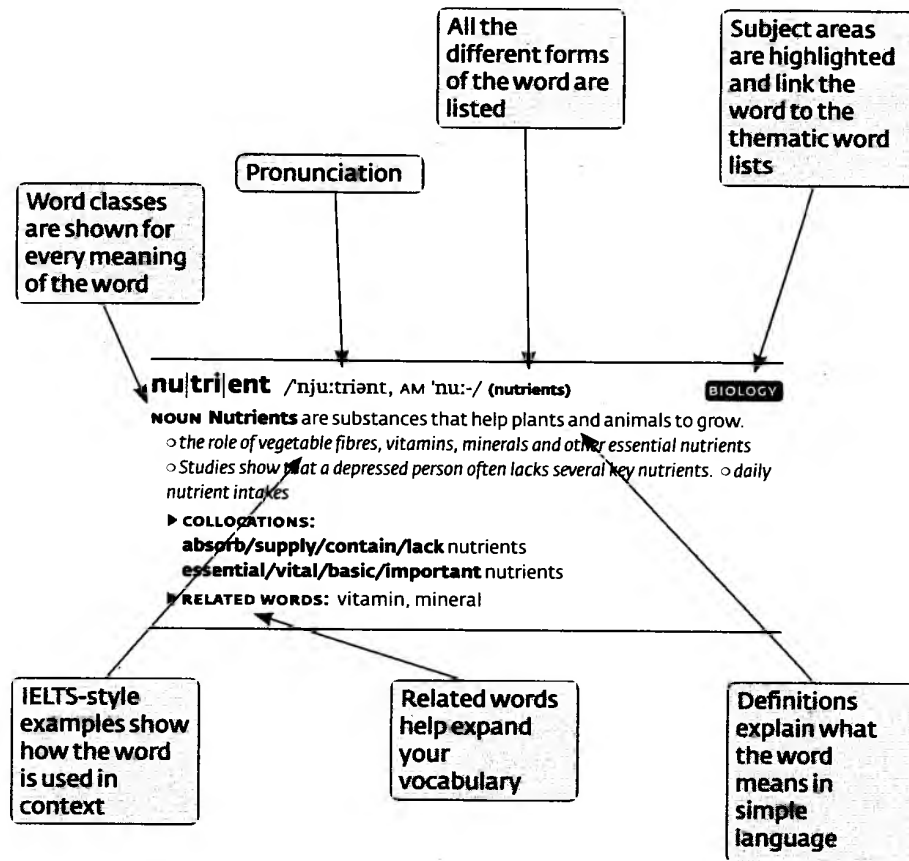 All the
different forms
of the word are
listed
Subject areas
are highlighted
and link the
word to the
thematic word
lists
Pronunciation
Word classes
are shown for
every meaning
of the word
nu|tri|ent /ˈnjuːtriənt, AM ˈnuː-/ (nutrients) BIOLOGY
NOUN Nutrients are substances that help plants and animals to grow.
○ the role of vegetable fibres, vitamins, minerals and other essential nutrients
○ Studies show that a depressed person often lacks several key nutrients. ○ daily
nutrient intakes
▶ COLLOCATIONS:
absorb/supply/contain/lack nutrients
essential/vital/basic/important nutrients
▶ RELATED WORDS: vitamin, mineral
IELTS-style
examples show
how the word
is used in
context
Related words
help expand
your
vocabulary
Definitions
explain what
the word
means in
simple
language